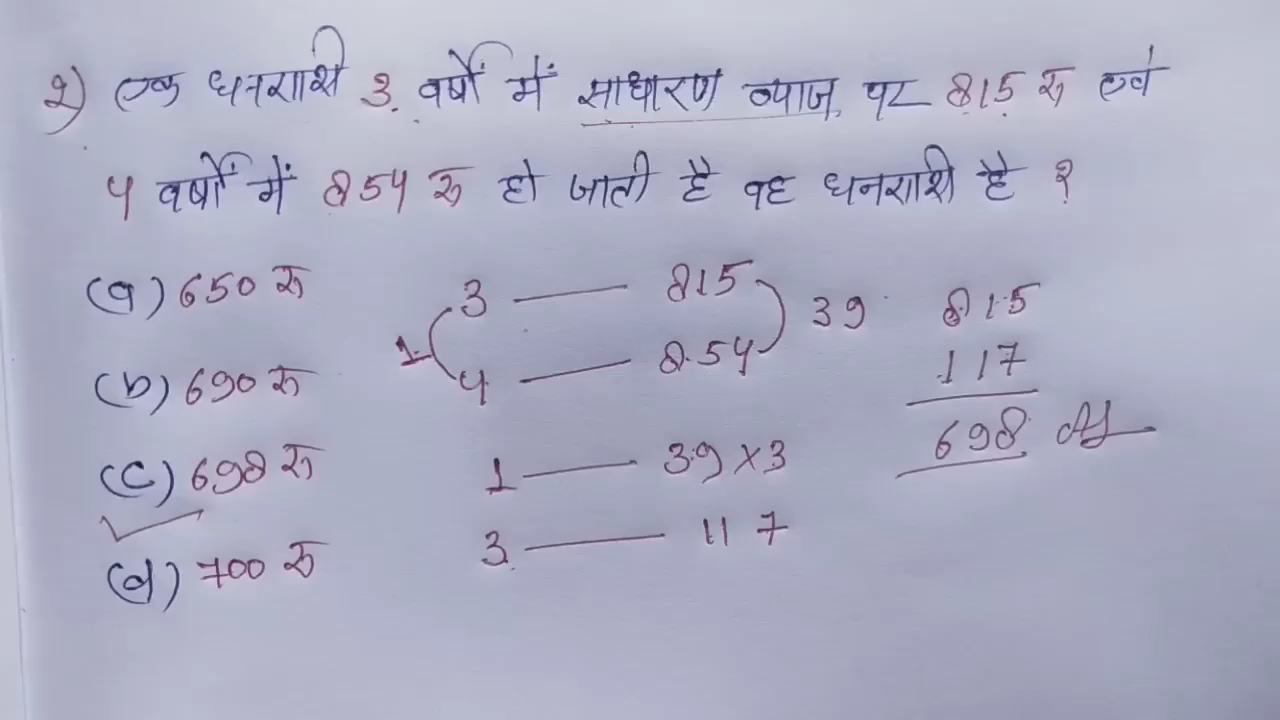 2) एक धनराशी 3 वर्षों में साधारण ब्याज पर 815 रु एवं
4 वर्षों में 854 रु हो जाती है वह धनराशी है ?
(a) 650 रु
(b) 690 रु
(c) 698 रु
(d) 700 रु
3 — 815
1 39
4 — 854
1 — 39 x 3
3 — 117
815
117
698 Ans